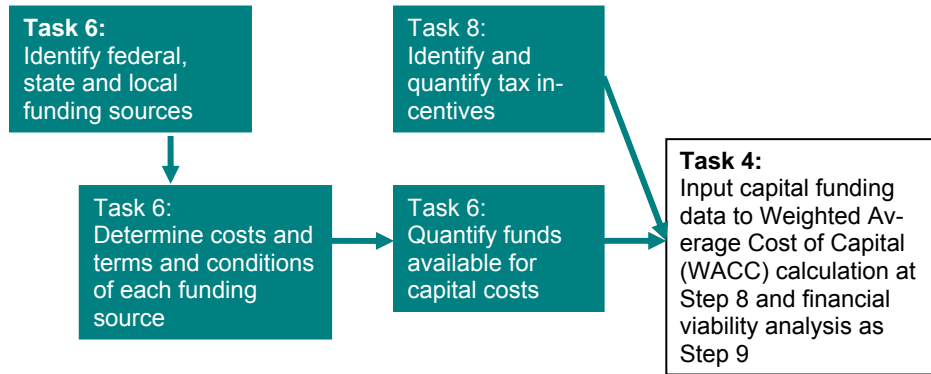 Task 6:
Identify federal,
state and local
funding sources
Task 8:
Identify and
quantify tax in-
centives
Task 6:
Determine costs and
terms and conditions
of each funding
source
Task 6:
Quantify funds
available for
capital costs
Task 4:
Input capital funding
data to Weighted Av-
erage Cost of Capital
(WACC) calculation at
Step 8 and financial
viability analysis as
Step 9